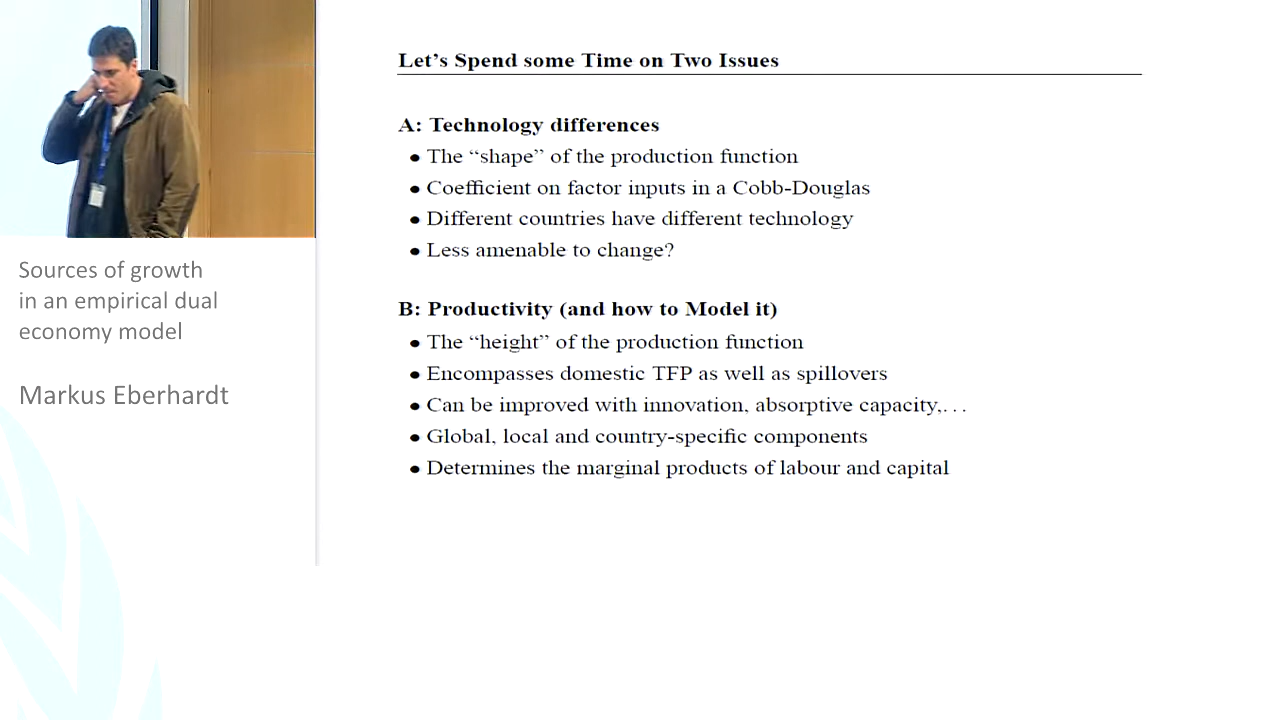 Sources of growth
in an empirical dual
economy model
Markus Eberhardt
Let's Spend some Time on Two Issues
A: Technology differences
● The “shape” of the production function
● Coefficient on factor inputs in a Cobb-Douglas
● Different countries have different technology
● Less amenable to change?
B: Productivity (and how to Model it)
● The “height” of the production function
● Encompasses domestic TFP as well as spillovers
● Can be improved with innovation, absorptive capacity,...
● Global, local and country-specific components
● Determines the marginal products of labour and capital